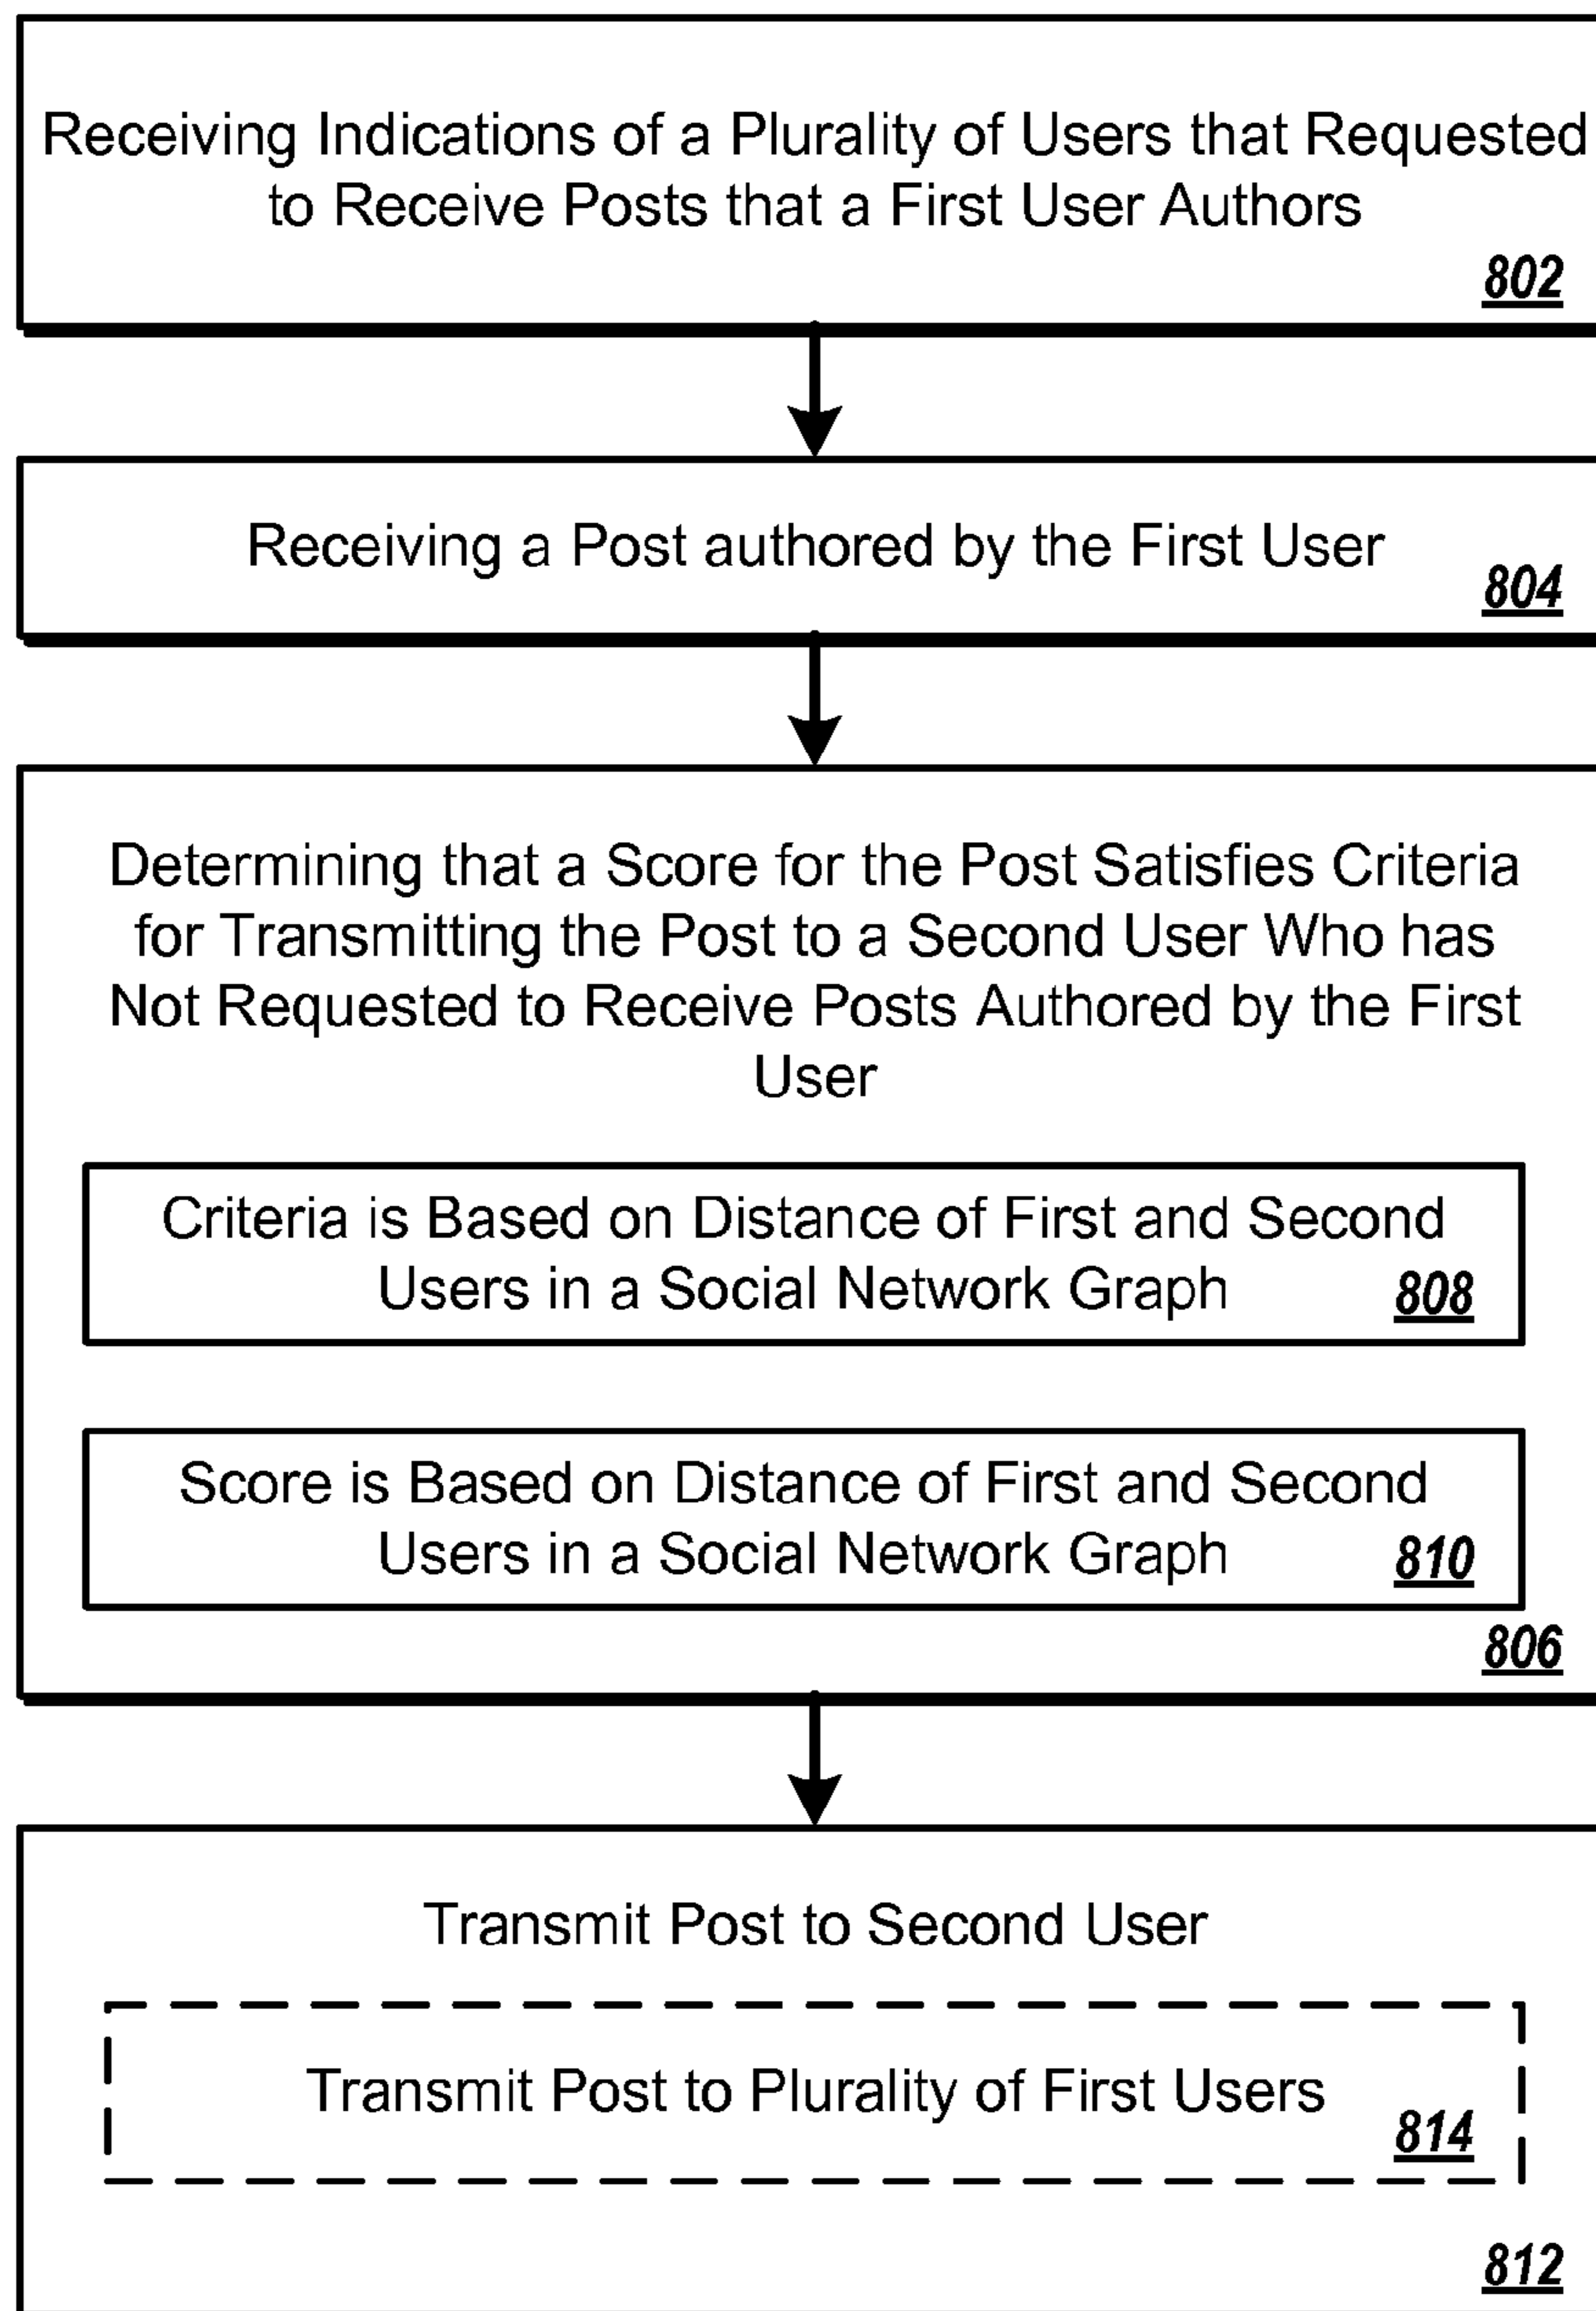 Receiving Indications of a Plurality of Users that Requested
to Receive Posts that a First User Authors
802
Receiving a Post authored by the First User
804
Determining that a Score for the Post Satisfies Criteria
for Transmitting the Post to a Second User Who has
Not Requested to Receive Posts Authored by the First
User
Criteria is Based on Distance of First and Second
Users in a Social Network Graph
808
Score is Based on Distance of First and Second
Users in a Social Network Graph
810
806
Transmit Post to Second User
Transmit Post to Plurality of First Users
814
812